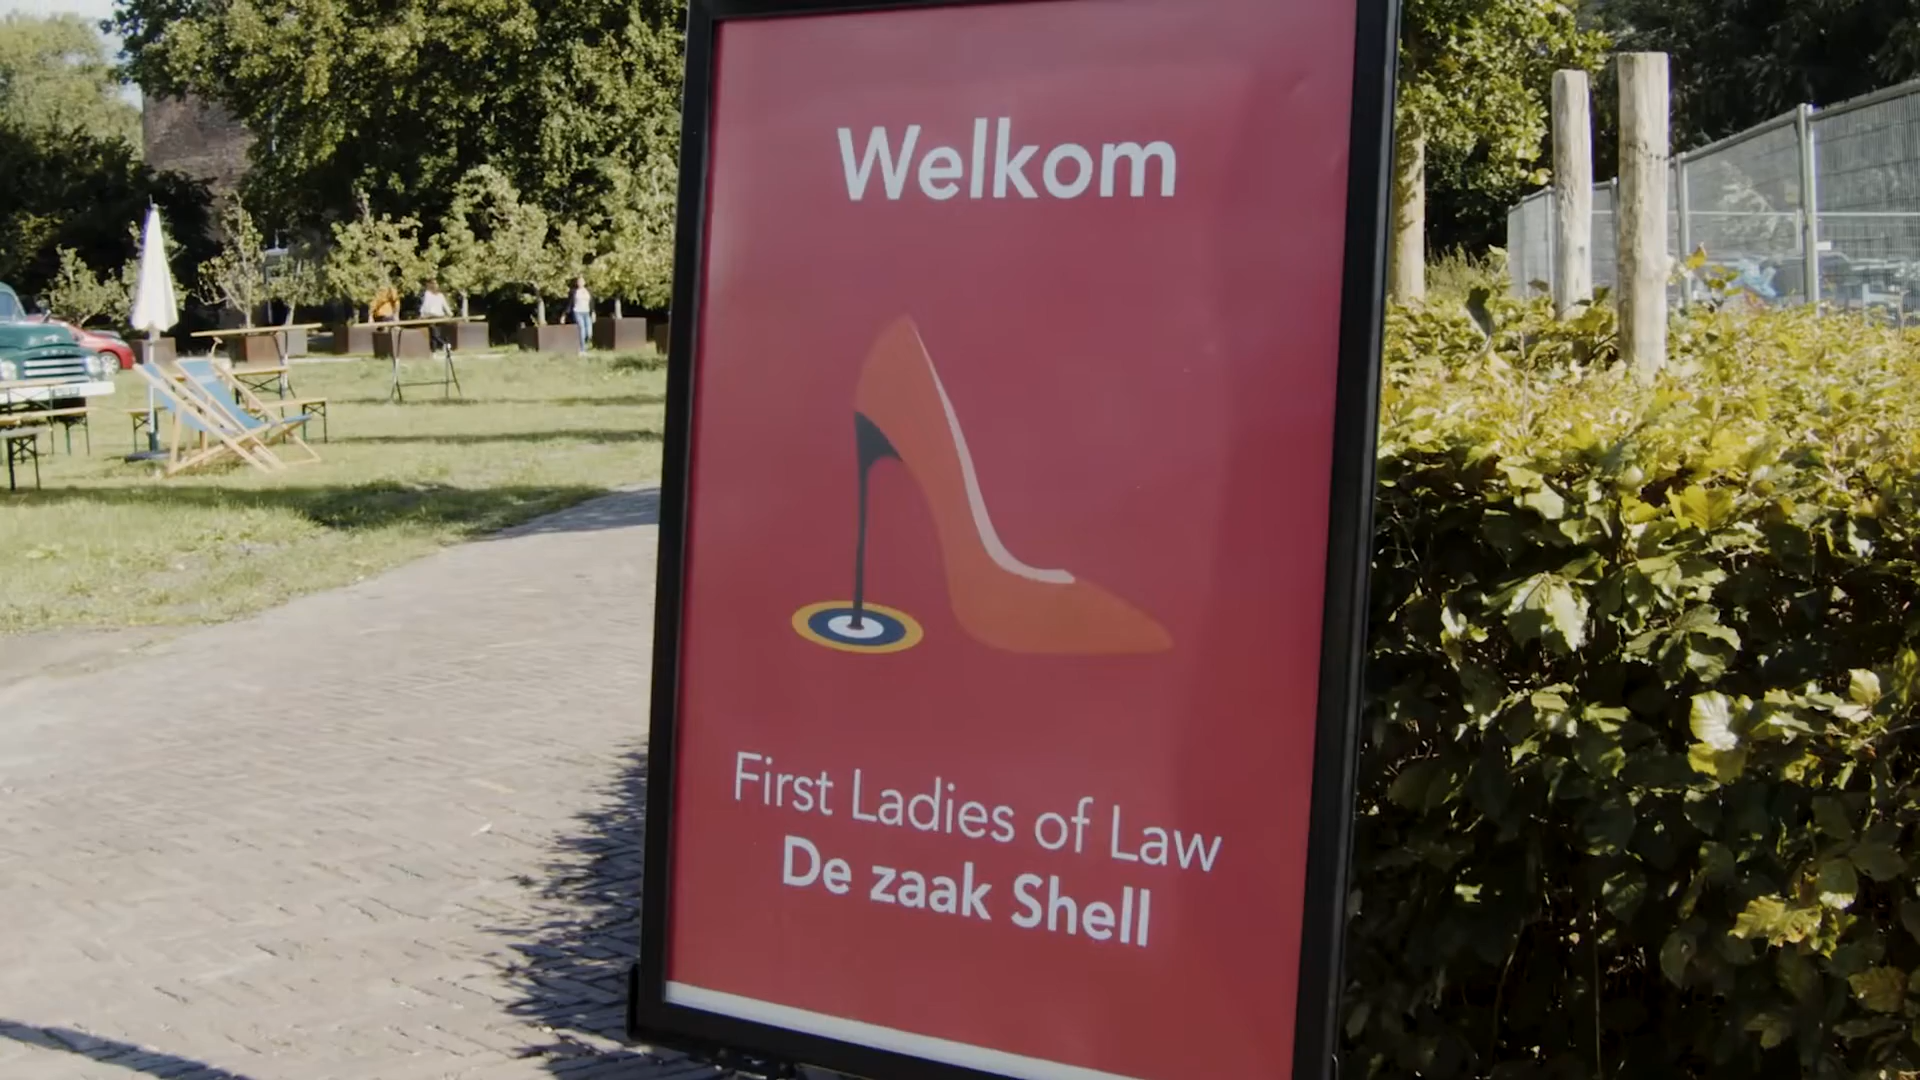 Welkom
First Ladies of Law
De zaak Shell